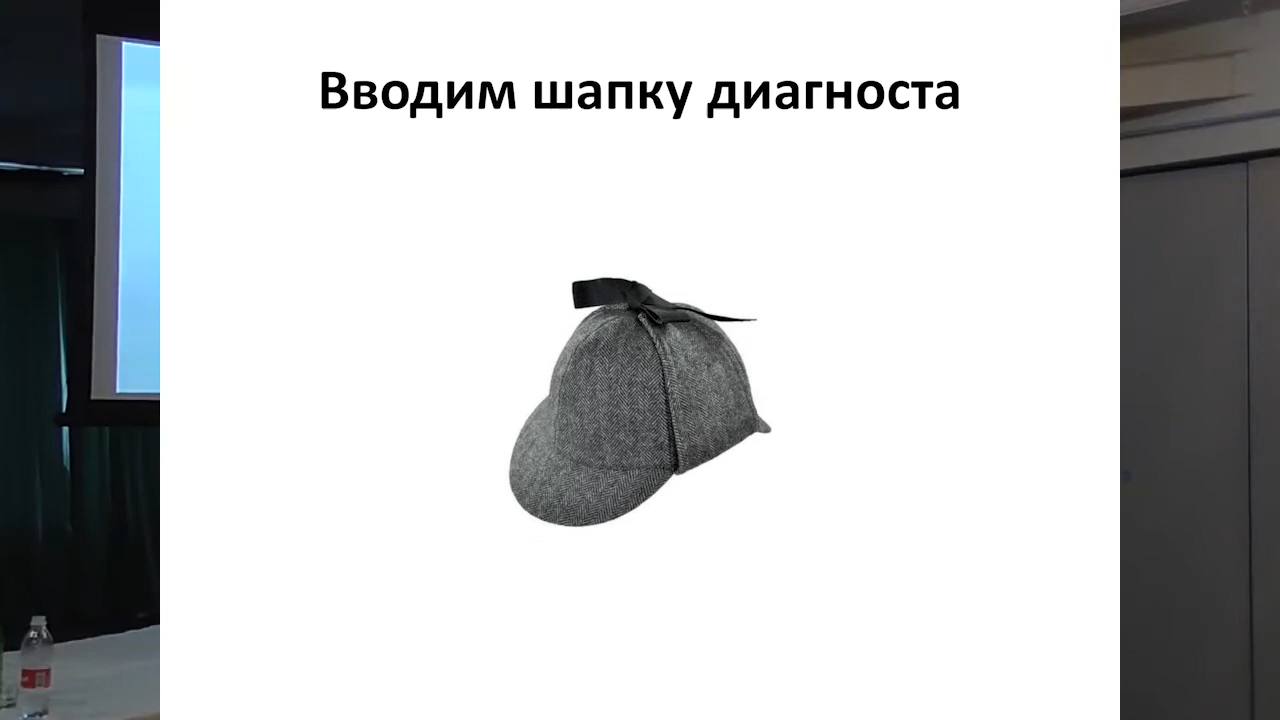 Вводим шапку диагноста